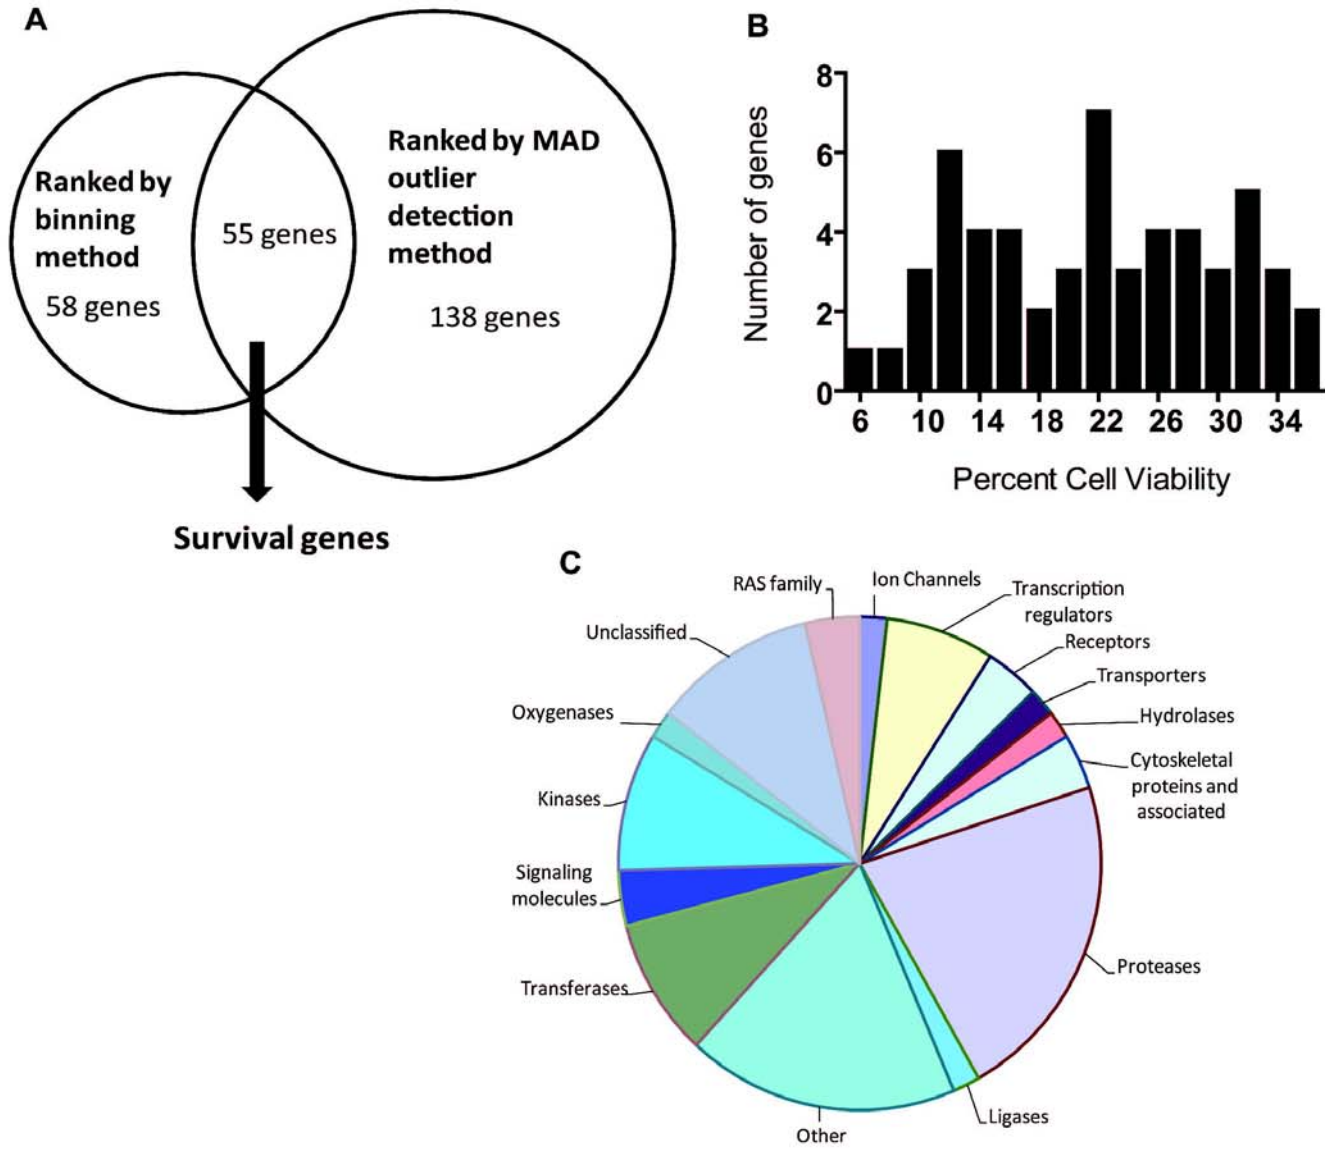 A
Ranked by
binning
method
58 genes
55 genes
Ranked by MAD
outlier
detection
method
138 genes
Survival genes
B
Number of genes
8
6
4
2
0
6 10 14 18 22 26 30 34
Percent Cell Viability
C
RAS family
Ion Channels
Transcription
regulators
Receptors
Transporters
Hydrolases
Cytoskeletal
proteins and
associated
Proteases
Ligases
Other
Transferases
Signaling
molecules
Kinases
Oxygenases
Unclassified